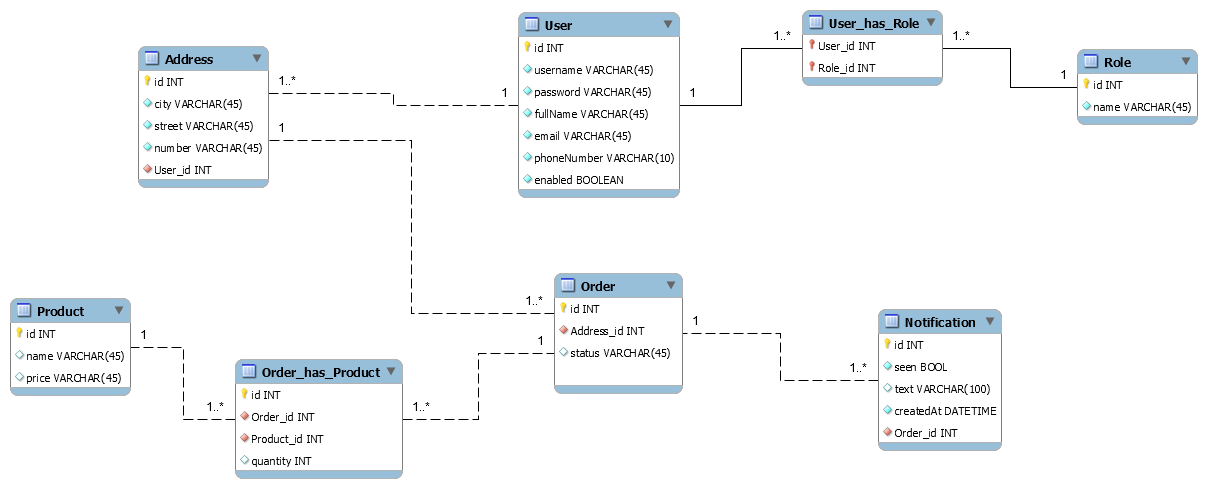 User
id INT
username VARCHAR(45)
password VARCHAR(45)
fullName VARCHAR(45)
email VARCHAR(45)
phoneNumber VARCHAR(10)
enabled BOOLEAN
User_has_Role
User_id INT
Role_id INT
Role
id INT
name VARCHAR(45)
Address
id INT
city VARCHAR(45)
street VARCHAR(45)
number VARCHAR(45)
User_id INT
1..*
1
1
1..*
1..*
1
1
1..*
Order
id INT
Address_id INT
status VARCHAR(45)
Product
id INT
name VARCHAR(45)
price VARCHAR(45)
Order_has_Product
id INT
Order_id INT
Product_id INT
quantity INT
Notification
id INT
seen BOOL
text VARCHAR(100)
createdAt DATETIME
Order_id INT
1
1..*
1..*
1
1
1..*